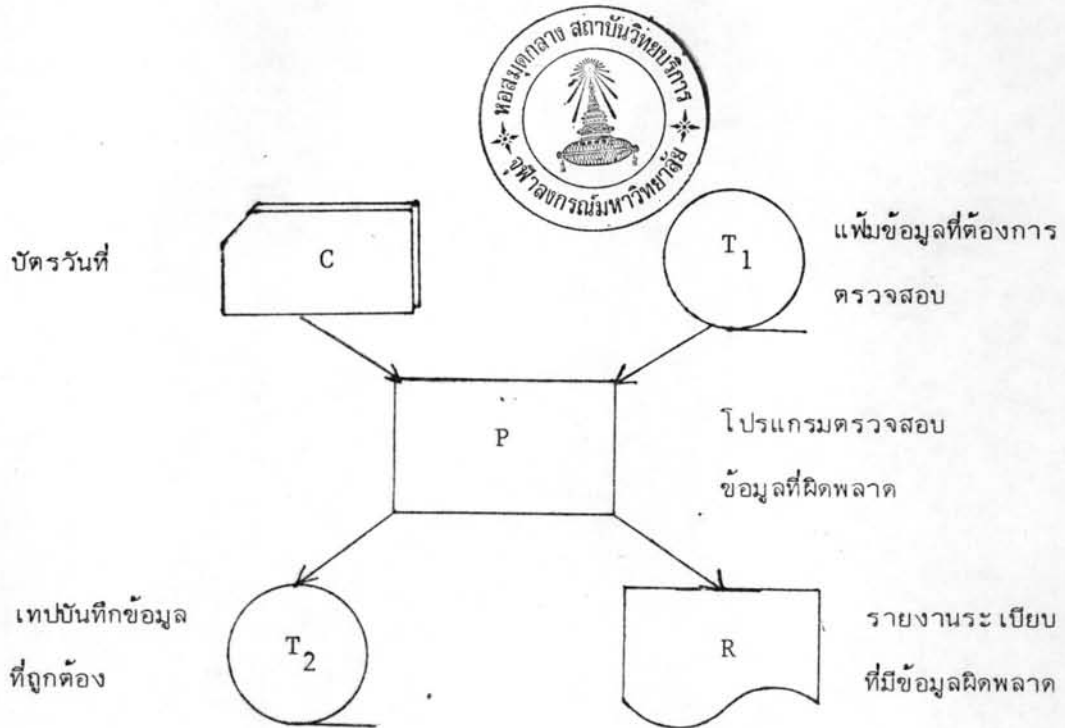 หอสมุดกลาง สถาบันวิทยบริการ
จุฬาลงกรณ์มหาวิทยาลัย
บัตรวันที่
C
T1
แฟ้มข้อมูลที่ต้องการ
ตรวจสอบ
P
โปรแกรมตรวจสอบ
ข้อมูลที่ผิดพลาด
เทปบันทึกข้อมูล
ที่ถูกต้อง
T2
R
รายงานระเบียบ
ที่มีข้อมูลผิดพลาด